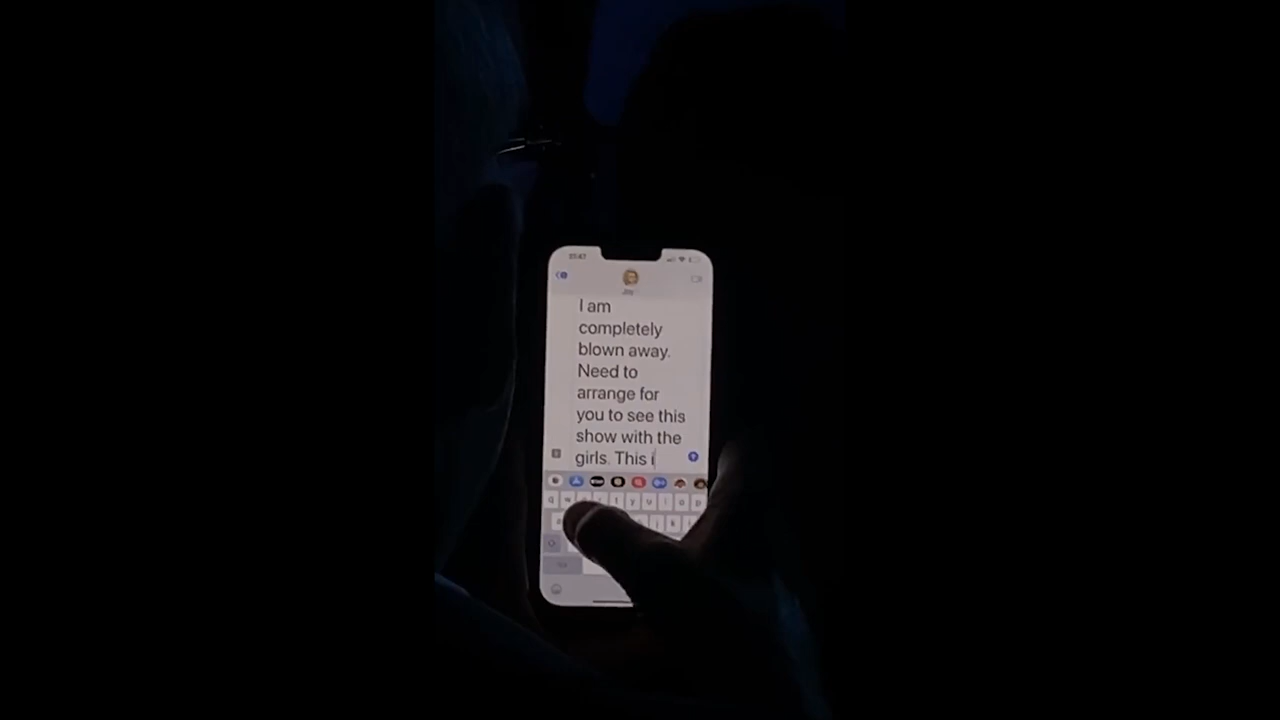 I am
completely
blown away.
Need to
arrange for
you to see this
show with the
girls. This i
q w t y u i o p
j k